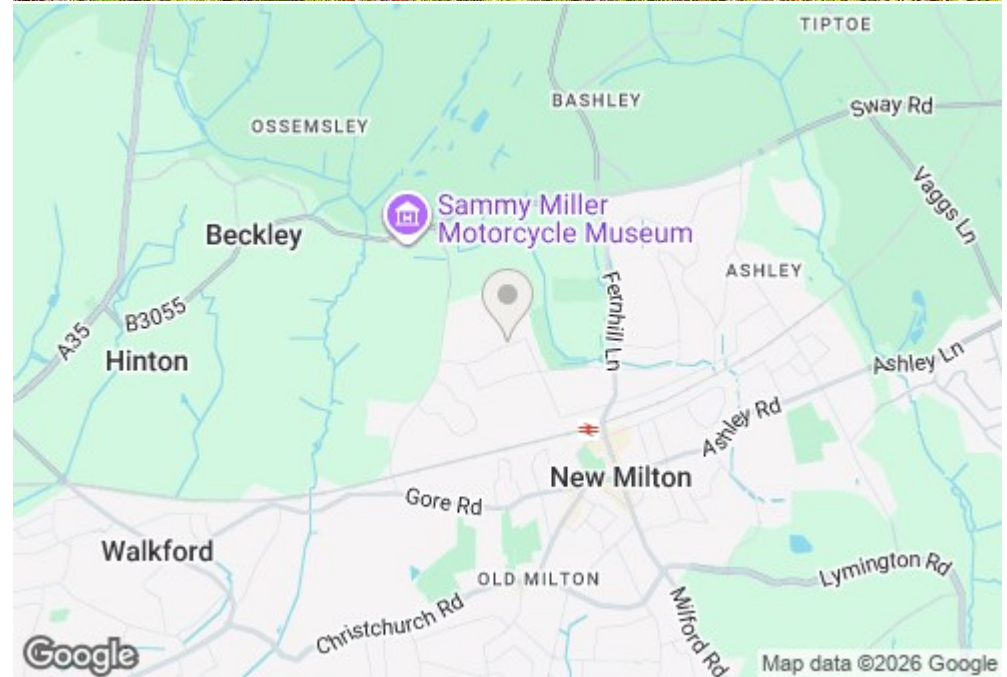 TIPTOE
BASHLEY
Sway Rd
OSSEMSLEY
Vaggs Ln
Sammy Miller
Motorcycle Museum
Beckley
ASHLEY
Fernhill Ln
B3055
A35
Hinton
Ashley Ln
Ashley Rd
New Milton
Gore Rd
Walkford
OLD MILTON
Lymington Rd
Christchurch Rd
Milford Rd
Google
Map data ©2026 Google